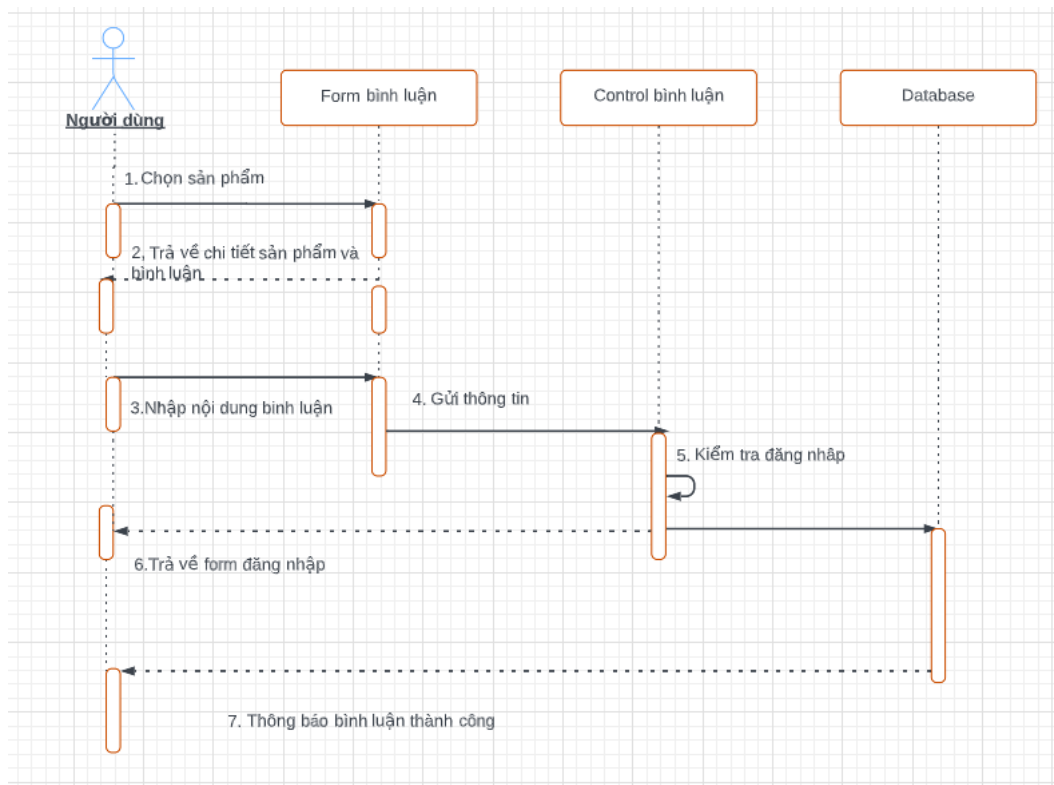 Người dùng
Form bình luận
Control bình luận
Database
1. Chọn sản phẩm
2, Trả về chi tiết sản phẩm và
bình luận
3.Nhập nội dung binh luận
4. Gửi thông tin
5. Kiểm tra đăng nhâp
6.Trả về form đăng nhập
7. Thông báo bình luận thành công